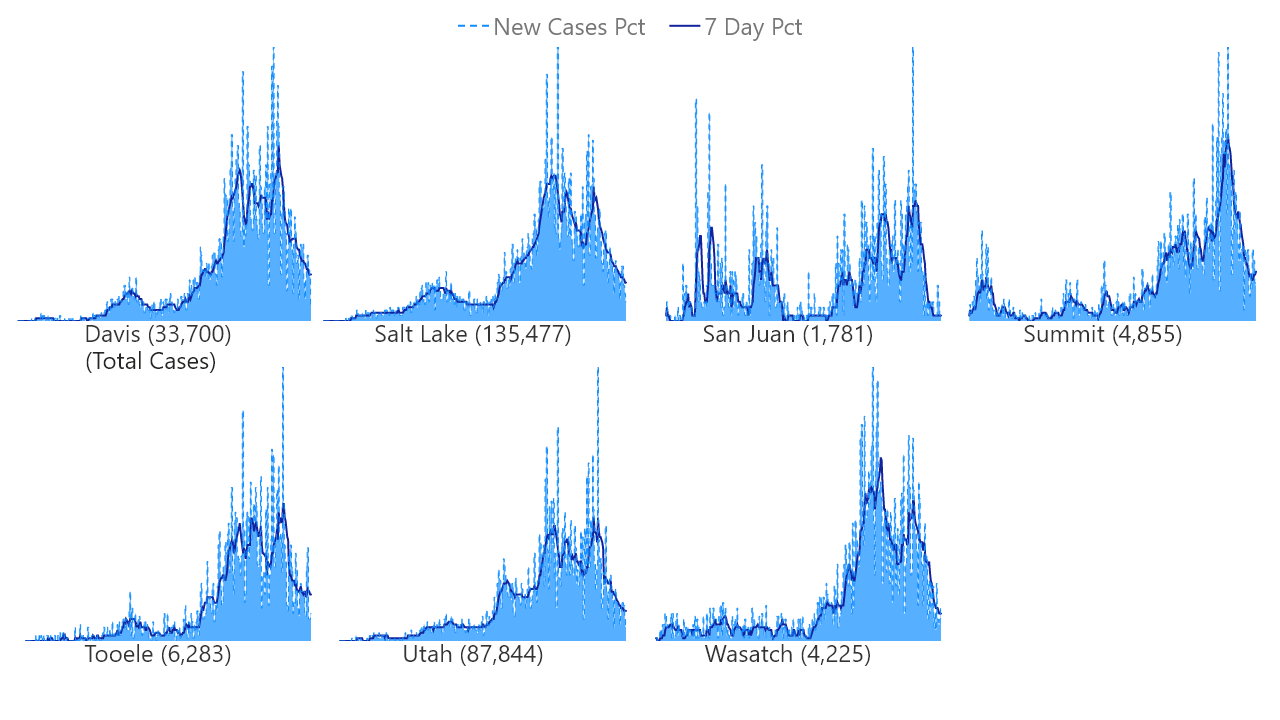 New Cases Pct 7 Day Pct
Davis (33,700)
(Total Cases)
Salt Lake (135,477)
San Juan (1,781)
Summit (4,855)
Tooele (6,283)
Utah (87,844)
Wasatch (4,225)